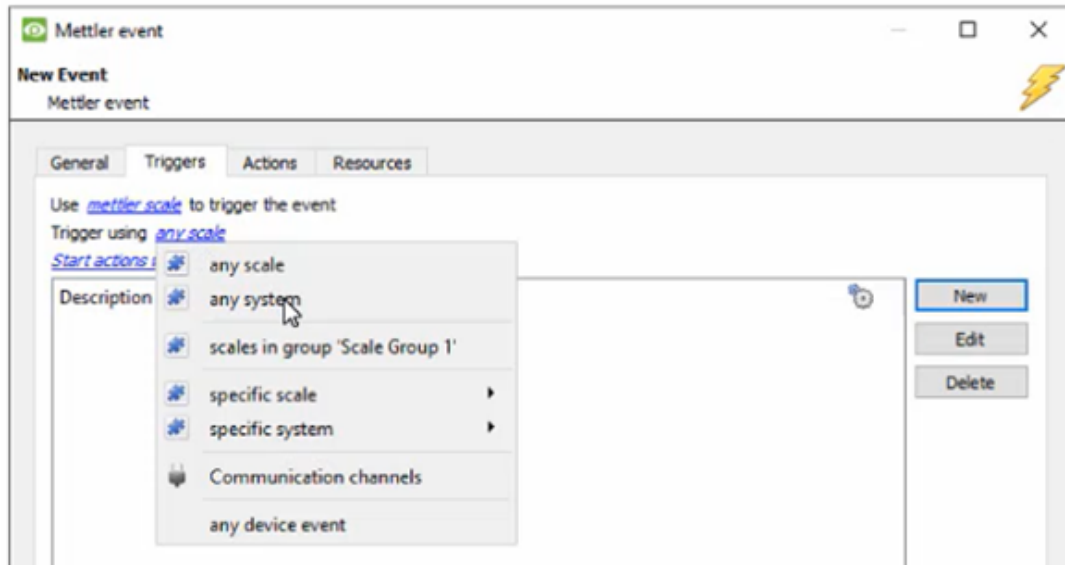 Mettler event
New Event
Mettler event
General Triggers Actions Resources
Use mettler scale to trigger the event
Trigger using any scale
Start actions
any scale
any system
Description
New
scales in group 'Scale Group 1'
Edit
specific scale
Delete
specific system
Communication channels
any device event